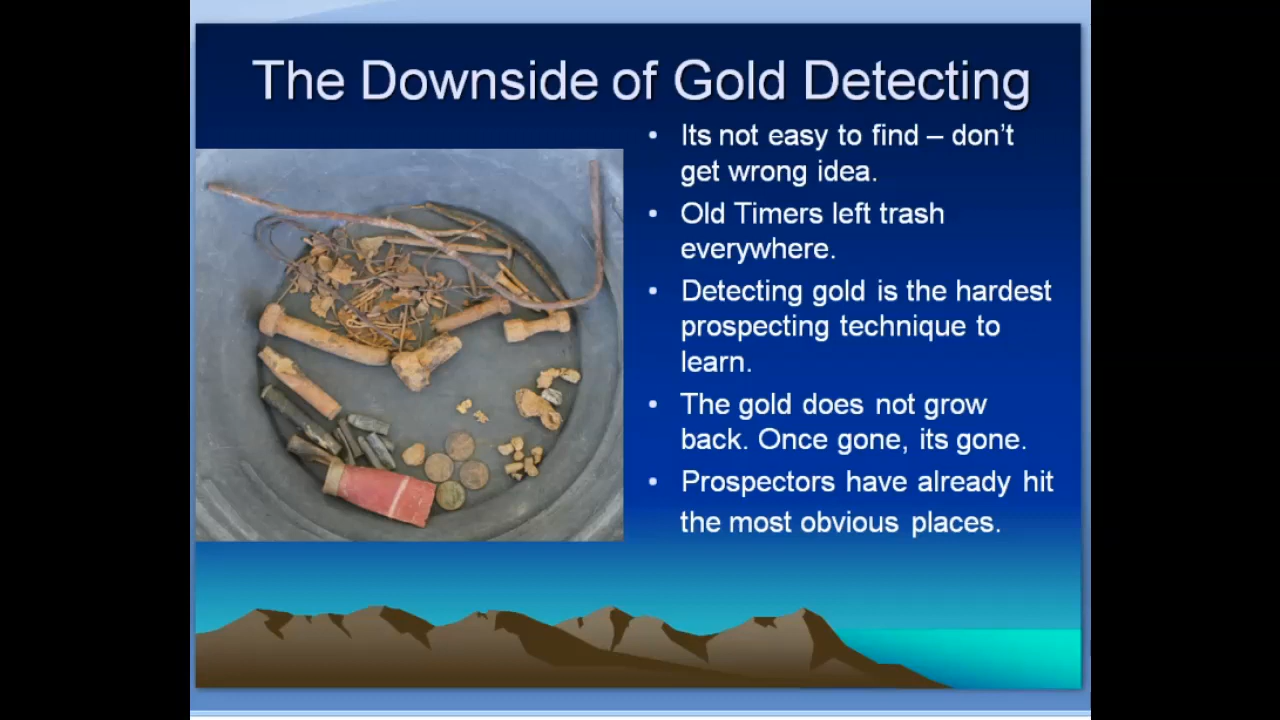 The Downside of Gold Detecting
• Its not easy to find – don't
get wrong idea.
• Old Timers left trash
everywhere.
• Detecting gold is the hardest
prospecting technique to
learn.
• The gold does not grow
back. Once gone, its gone.
• Prospectors have already hit
the most obvious places.